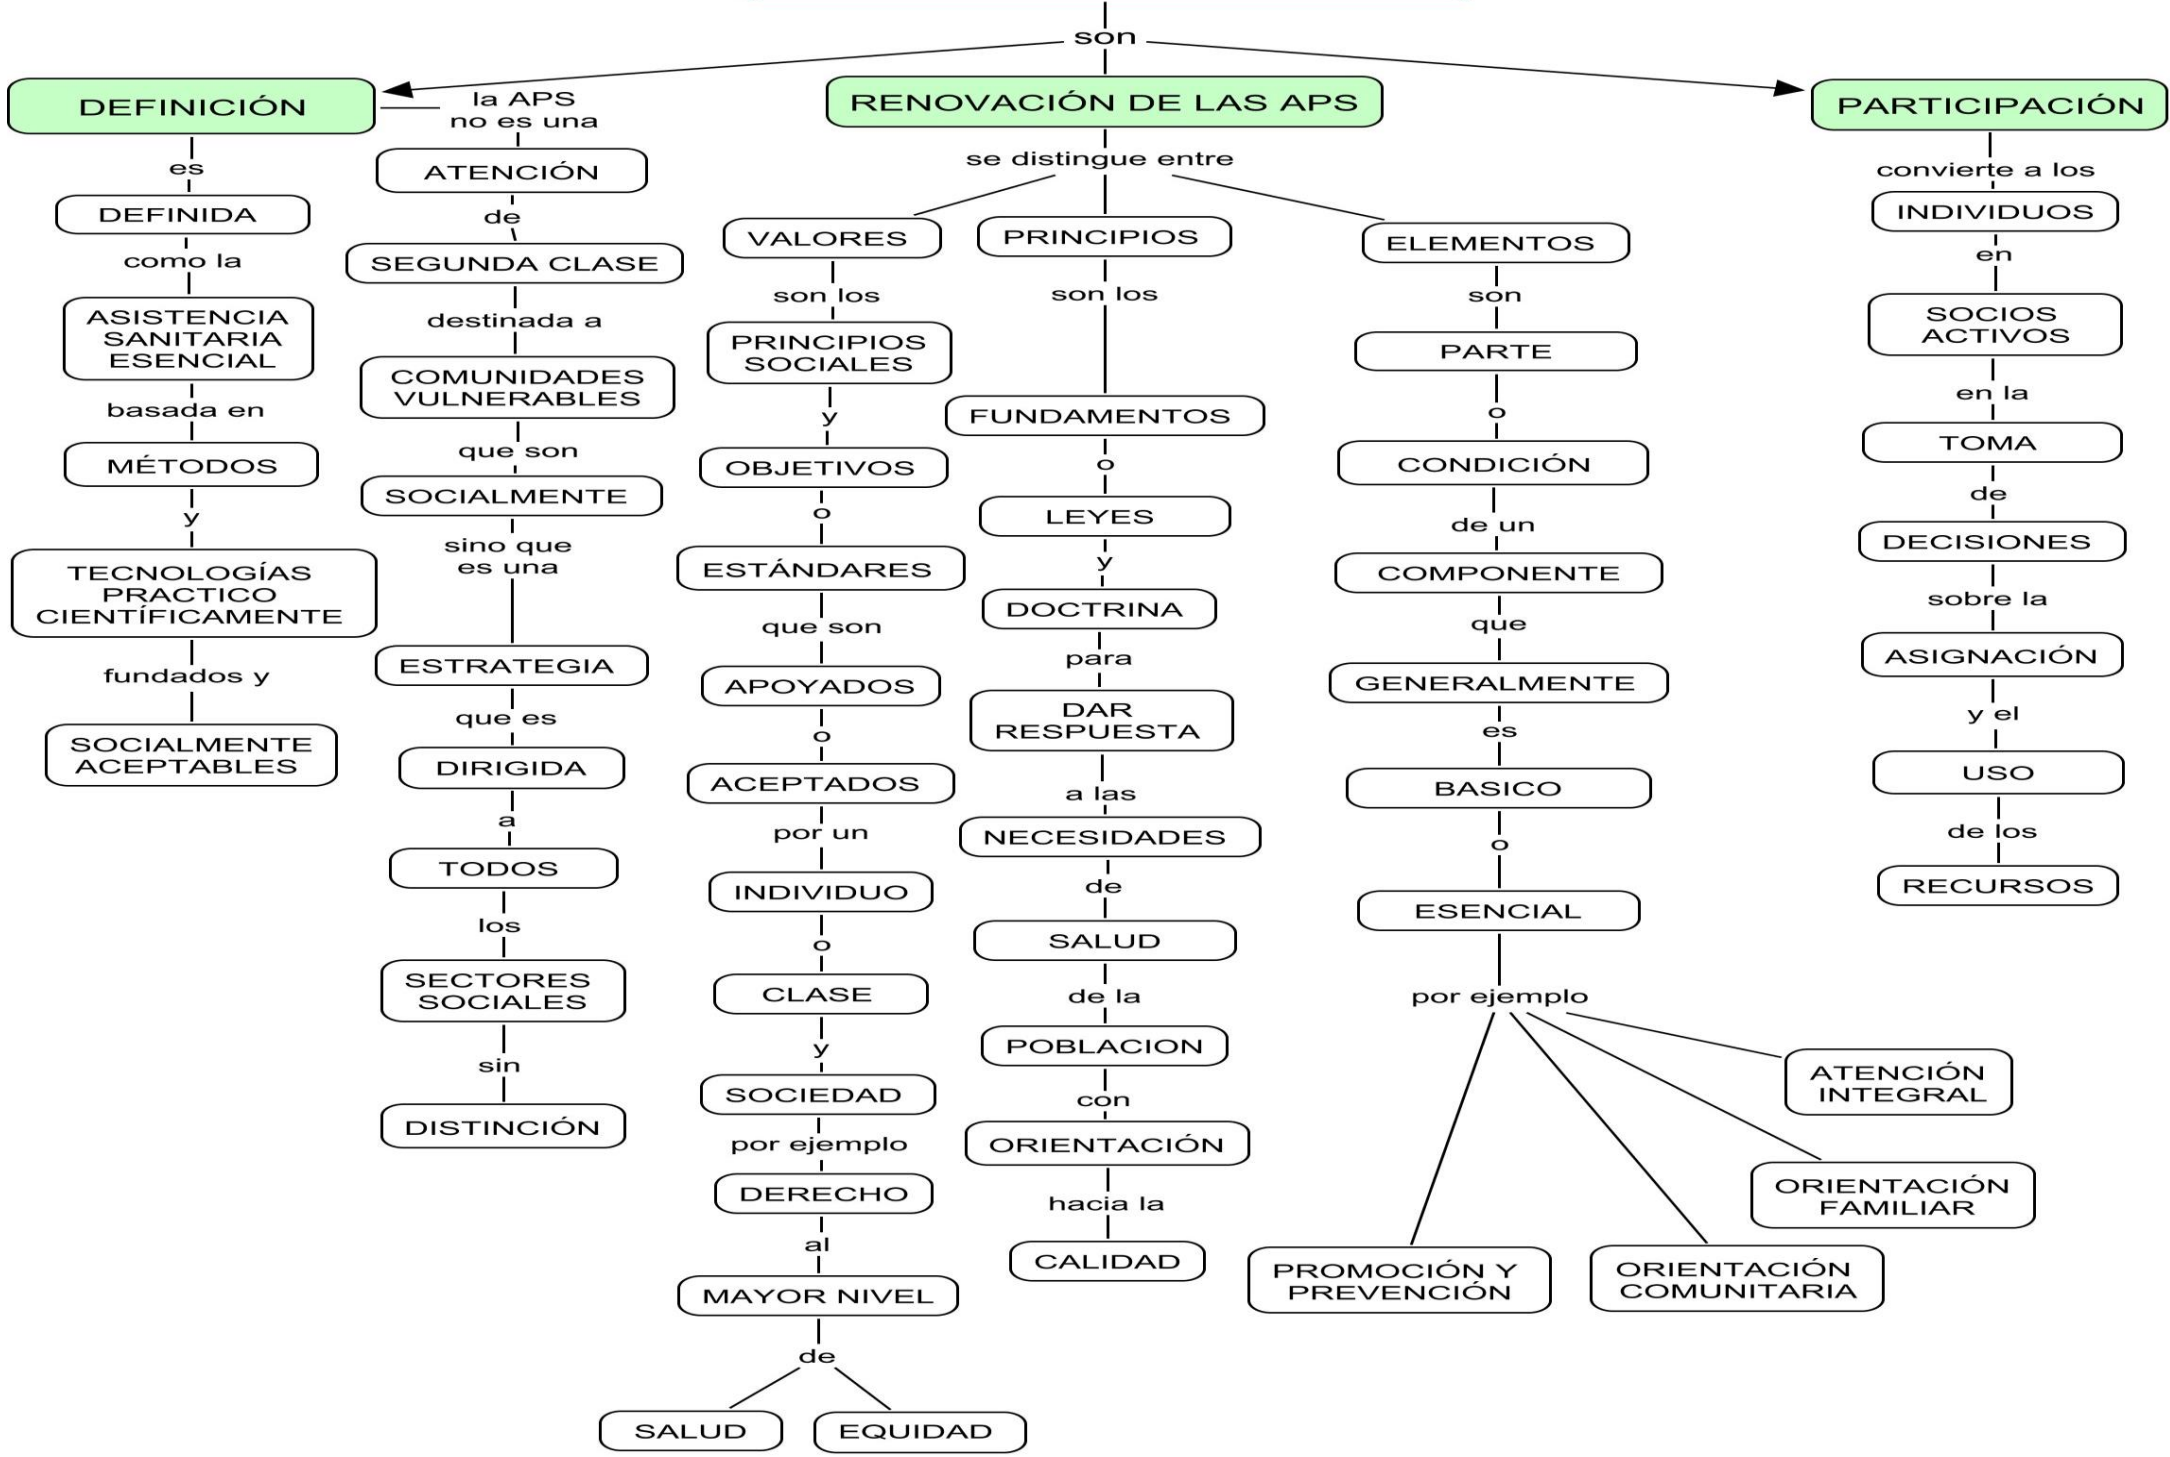 son
DEFINICIÓN
es
DEFINIDA
como la
ASISTENCIA
SANITARIA
ESENCIAL
basada en
MÉTODOS
y
TECNOLOGÍAS
PRACTICO
CIENTÍFICAMENTE
fundados y
SOCIALMENTE
ACEPTABLES
la APS
no es una
ATENCIÓN
de
SEGUNDA CLASE
destinada a
COMUNIDADES
VULNERABLES
que son
SOCIALMENTE
sino que
es una
ESTRATEGIA
que es
DIRIGIDA
a
TODOS
los
SECTORES
SOCIALES
sin
DISTINCIÓN
RENOVACIÓN DE LAS APS
se distingue entre
VALORES
son los
PRINCIPIOS
SOCIALES
y
OBJETIVOS
o
ESTÁNDARES
que son
APOYADOS
o
ACEPTADOS
por un
INDIVIDUO
o
CLASE
y
SOCIEDAD
por ejemplo
DERECHO
al
MAYOR NIVEL
de
SALUD
EQUIDAD
PRINCIPIOS
son los
FUNDAMENTOS
o
LEYES
y
DOCTRINA
para
DAR
RESPUESTA
a las
NECESIDADES
de
SALUD
de la
POBLACION
con
ORIENTACIÓN
hacia la
CALIDAD
ELEMENTOS
son
PARTE
o
CONDICIÓN
de un
COMPONENTE
que
GENERALMENTE
es
BASICO
o
ESENCIAL
por ejemplo
PROMOCIÓN Y
PREVENCIÓN
ORIENTACIÓN
COMUNITARIA
ORIENTACIÓN
FAMILIAR
ATENCIÓN
INTEGRAL
PARTICIPACIÓN
convierte a los
INDIVIDUOS
en
SOCIOS
ACTIVOS
en la
TOMA
de
DECISIONES
sobre la
ASIGNACIÓN
y el
USO
de los
RECURSOS